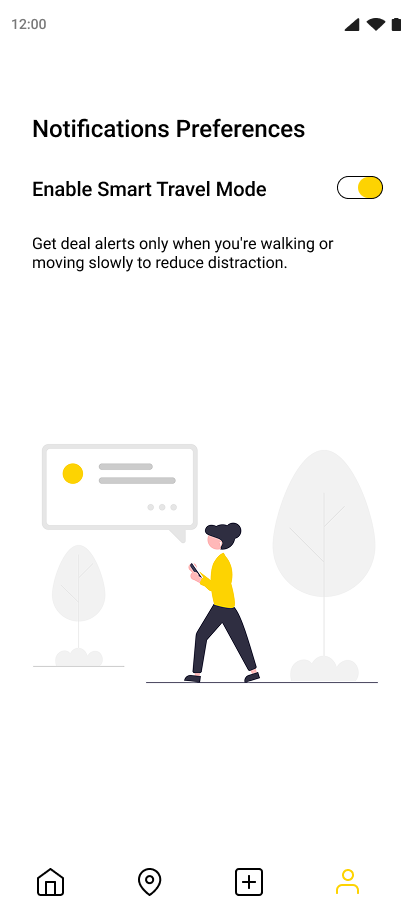 12:00
Notifications Preferences
Enable Smart Travel Mode
Get deal alerts only when you're walking or
moving slowly to reduce distraction.